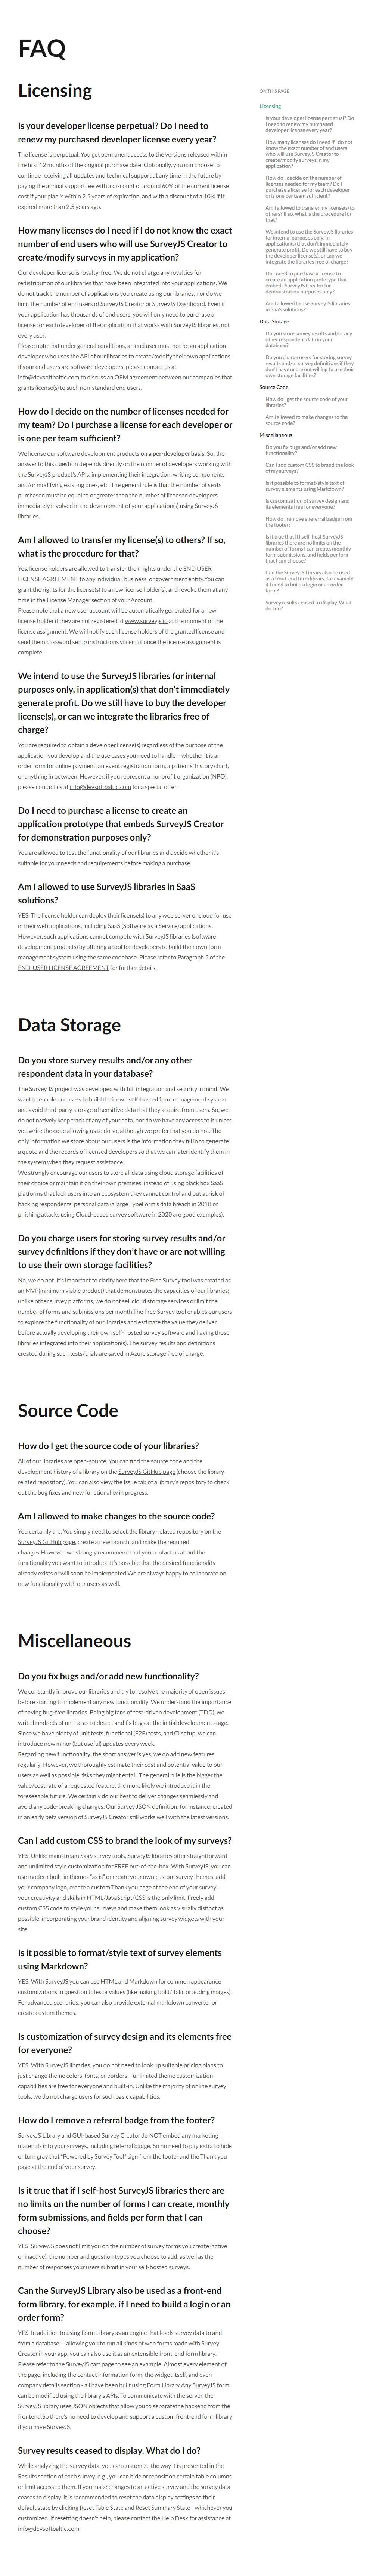 FAQ
Licensing
Is your developer license perpetual? Do I need to
renew my purchased developer license every year?
The license is perpetual. You get permanent access to the versions released within
the first 12 months of the original purchase date. Optionally, you can choose to
continue receiving all updates and technical support at any time in the future by
paying the annual support fee with a discount of around 60% of the current license
cost if your plan is within 2.5 years of expiration, and with a discount of a 10% if it
expired more than 2.5 years ago.
How many licenses do I need if I do not know the exact
number of end users who will use SurveyJS Creator to
create/modify surveys in my application?
Our developer license is royalty-free. We do not charge any royalties for
redistribution of our libraries that have been integrated into your applications. We
do not track the number of applications you create using our libraries, nor do we
limit the number of end users of SurveyJS Creator or SurveyJS Dashboard. Even if
your application has thousands of end users, you will only need to purchase a
license for each developer of the application that works with SurveyJS libraries, not
every user.
Please note that under general conditions, an end user must not be an application
developer who uses the API of our libraries to create/modify their own applications.
If your end users are software developers, please contact us at
info@devsoftbaltic.com to discuss an OEM agreement between our companies that
grants license(s) to such non-standard end users.
How do I decide on the number of licenses needed for
my team? Do I purchase a license for each developer or
is one per team sufficient?
We license our software development products on a per-developer basis. So, the
answer to this question depends directly on the number of developers working with
the SurveyJS product's APIs, implementing their integration, writing components
and/or modifying existing ones, etc. The general rule is that the number of seats
purchased must be equal to or greater than the number of licensed developers
immediately involved in the development of your application(s) using SurveyJS
libraries.
Am I allowed to transfer my license(s) to others? If so,
what is the procedure for that?
Yes, license holders are allowed to transfer their rights under the END USER
LICENSE AGREEMENT to any individual, business, or government entity.You can
grant the rights for the license(s) to a new license holder(s), and revoke them at any
time in the License Manager section of your Account.
Please note that a new user account will be automatically generated for a new
license holder if they are not registered at www.surveyjs.io at the moment of the
license assignment. We will notify such license holders of the granted license and
send them password setup instructions via email once the license assignment is
complete.
We intend to use the SurveyJS libraries for internal
purposes only, in application(s) that don't immediately
generate profit. Do we still have to buy the developer
license(s), or can we integrate the libraries free of
charge?
You are required to obtain a developer license(s) regardless of the purpose of the
application you develop and the use cases you need to handle – whether it is an
order form for online payment, an event registration form, a patients' history chart,
or anything in between. However, if you represent a nonprofit organization (NPO),
please contact us at info@devsoftbaltic.com for a special offer.
Do I need to purchase a license to create an
application prototype that embeds SurveyJS Creator
for demonstration purposes only?
You are allowed to test the functionality of our libraries and decide whether it's
suitable for your needs and requirements before making a purchase.
Am I allowed to use SurveyJS libraries in SaaS
solutions?
YES. The license holder can deploy their license(s) to any web server or cloud for use
in their web applications, including SaaS (Software as a Service) applications.
However, such applications cannot compete with SurveyJS libraries (software
development products) by offering a tool for developers to build their own form
management system using the same codebase. Please refer to Paragraph 5 of the
END-USER LICENSE AGREEMENT for further details.
Data Storage
Do you store survey results and/or any other
respondent data in your database?
The Survey JS project was developed with full integration and security in mind. We
want to enable our users to build their own self-hosted form management system
and avoid third-party storage of sensitive data that they acquire from users. So, we
do not natively keep track of any of your data, nor do we have any access to it unless
you write the code allowing us to do so, although we prefer that you do not. The
only information we store about our users is the information they fill in to generate
a quote and the records of licensed developers so that we can later identify them in
the system when they request assistance.
We strongly encourage our users to store all data using cloud storage facilities of
their choice or maintain it on their own premises, instead of using black box SaaS
platforms that lock users into an ecosystem they cannot control and put at risk of
hacking respondents' personal data (a large TypeForm's data breach in 2018 or
phishing attacks using Cloud-based survey software in 2020 are good examples).
Do you charge users for storing survey results and/or
survey definitions if they don't have or are not willing
to use their own storage facilities?
No, we do not. It's important to clarify here that the Free Survey tool was created as
an MVP(minimum viable product) that demonstrates the capacities of our libraries;
unlike other survey platforms, we do not sell cloud storage services or limit the
number of forms and submissions per month.The Free Survey tool enables our users
to explore the functionality of our libraries and estimate the value they deliver
before actually developing their own self-hosted survey software and having those
libraries integrated into their application(s). The survey results and definitions
created during such tests/trials are saved in Azure storage free of charge.
Source Code
How do I get the source code of your libraries?
All of our libraries are open-source. You can find the source code and the
development history of a library on the SurveyJS GitHub page (choose the library-
related repository). You can also view the Issue tab of a library's repository to check
out the bug fixes and new functionality in progress.
Am I allowed to make changes to the source code?
You certainly are. You simply need to select the library-related repository on the
SurveyJS GitHub page, create a new branch, and make the required
changes.However, we strongly recommend that you contact us about the
functionality you want to introduce.It's possible that the desired functionality
already exists or will soon be implemented.We are always happy to collaborate on
new functionality with our users as well.
Miscellaneous
Do you fix bugs and/or add new functionality?
We constantly improve our libraries and try to resolve the majority of open issues
before starting to implement any new functionality. We understand the importance
of having bug-free libraries. Being big fans of test-driven development (TDD), we
write hundreds of unit tests to detect and fix bugs at the initial development stage.
Since we have plenty of unit tests, functional (E2E) tests, and CI setup, we can
introduce new minor (but useful) updates every week.
Regarding new functionality, the short answer is yes, we do add new features
regularly. However, we thoroughly estimate their cost and potential value to our
users as well as possible risks they might entail. The general rule is the bigger the
value/cost rate of a requested feature, the more likely we introduce it in the
foreseeable future. We certainly do our best to deliver changes seamlessly and
avoid any code-breaking changes. Our Survey JSON definition, for instance, created
in an early beta version of SurveyJS Creator still works well with the latest versions.
Can I add custom CSS to brand the look of my surveys?
YES. Unlike mainstream SaaS survey tools, SurveyJS libraries offer straightforward
and unlimited style customization for FREE out-of-the-box. With SurveyJS, you can
use modern built-in themes "as is" or create your own custom survey themes, add
your company logo, create a custom Thank you page at the end of your survey –
your creativity and skills in HTML/JavaScript/CSS is the only limit. Freely add
custom CSS code to style your surveys and make them look as visually distinct as
possible, incorporating your brand identity and aligning survey widgets with your
site.
Is it possible to format/style text of survey elements
using Markdown?
YES. With SurveyJS you can use HTML and Markdown for common appearance
customizations in question titles or values (like making bold/italic or adding images).
For advanced scenarios, you can also provide external markdown converter or
create custom themes.
Is customization of survey design and its elements free
for everyone?
YES. With SurveyJS libraries, you do not need to look up suitable pricing plans to
just change theme colors, fonts, or borders – unlimited theme customization
capabilities are free for everyone and built-in. Unlike the majority of online survey
tools, we do not charge users for such basic capabilities.
How do I remove a referral badge from the footer?
SurveyJS Library and GUI-based Survey Creator do NOT embed any marketing
materials into your surveys, including referral badge. So no need to pay extra to hide
or turn gray that "Powered by Survey Tool" sign from the footer and the Thank you
page at the end of your survey.
Is it true that if I self-host SurveyJS libraries there are
no limits on the number of forms I can create, monthly
form submissions, and fields per form that I can
choose?
YES. SurveyJS does not limit you on the number of survey forms you create (active
or inactive), the number and question types you choose to add, as well as the
number of responses your users submit in your self-hosted surveys.
Can the SurveyJS Library also be used as a front-end
form library, for example, if I need to build a login or an
order form?
YES. In addition to using Form Library as an engine that loads survey data to and
from a database — allowing you to run all kinds of web forms made with Survey
Creator in your app, you can also use it as an extensible front-end form library.
Please refer to the SurveyJS cart page to see an example. Almost every element of
the page, including the contact information form, the widget itself, and even
company details section - all have been built using Form Library.Any SurveyJS form
can be modified using the library's APIs. To communicate with the server, the
SurveyJS library uses JSON objects that allow you to separatethe backend from the
frontend.So there's no need to develop and support a custom front-end form library
if you have SurveyJS.
Survey results ceased to display. What do I do?
While analyzing the survey data, you can customize the way it is presented in the
Results section of each survey, e.g., you can hide or reposition certain table columns
or limit access to them. If you make changes to an active survey and the survey data
ceases to display, it is recommended to reset the data display settings to their
default state by clicking Reset Table State and Reset Summary State - whichever you
customized. If resetting doesn't help, please contact the Help Desk for assistance at
info@devsoftbaltic.com
ON THIS PAGE
Licensing
Is your developer license perpetual? Do
I need to renew my purchased
developer license every year?
How many licenses do I need if I do not
know the exact number of end users
who will use SurveyJS Creator to
create/modify surveys in my
application?
How do I decide on the number of
licenses needed for my team? Do I
purchase a license for each developer
or is one per team sufficient?
Am I allowed to transfer my license(s) to
others? If so, what is the procedure for
that?
We intend to use the SurveyJS libraries
for internal purposes only, in
application(s) that don't immediately
generate profit. Do we still have to buy
the developer license(s), or can we
integrate the libraries free of charge?
Do I need to purchase a license to
create an application prototype that
embeds SurveyJS Creator for
demonstration purposes only?
Am I allowed to use SurveyJS libraries
in SaaS solutions?
Data Storage
Do you store survey results and/or any
other respondent data in your
database?
Do you charge users for storing survey
results and/or survey definitions if they
don't have or are not willing to use their
own storage facilities?
Source Code
How do I get the source code of your
libraries?
Am I allowed to make changes to the
source code?
Miscellaneous
Do you fix bugs and/or add new
functionality?
Can I add custom CSS to brand the look
of my surveys?
Is it possible to format/style text of
survey elements using Markdown?
Is customization of survey design and
its elements free for everyone?
How do I remove a referral badge from
the footer?
Is it true that if I self-host SurveyJS
libraries there are no limits on the
number of forms I can create, monthly
form submissions, and fields per form
that I can choose?
Can the SurveyJS Library also be used
as a front-end form library, for example,
if I need to build a login or an order
form?
Survey results ceased to display. What
do I do?